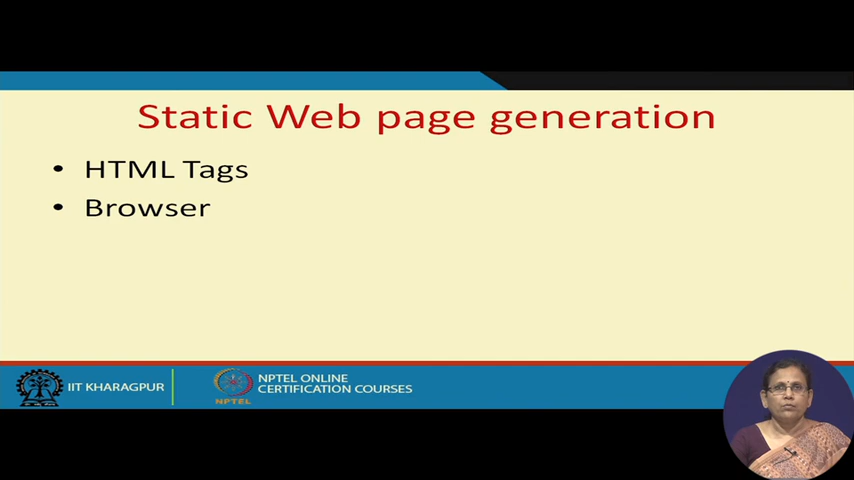 Static Web page generation
• HTML Tags
• Browser
IIT KHARAGPUR
NPTEL
NPTEL ONLINE
CERTIFICATION COURSES